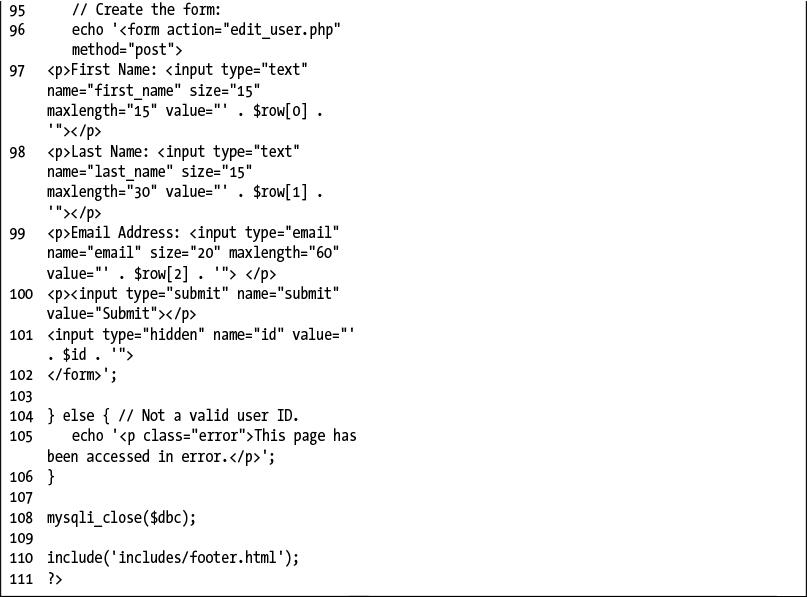 95 // Create the form:
96 echo '<form action="edit_user.php"
method="post">
97 <p>First Name: <input type="text"
name="first_name" size="15"
maxlength="15" value="' . $row[0] .
'"></p>
98 <p>Last Name: <input type="text"
name="last_name" size="15"
maxlength="30" value="' . $row[1] .
'"></p>
99 <p>Email Address: <input type="email"
name="email" size="20" maxlength="60"
value="' . $row[2] . '"> </p>
100 <p><input type="submit" name="submit"
value="Submit"></p>
101 <input type="hidden" name="id" value="'
. $id . '">
102 </form>';
103
104 } else { // Not a valid user ID.
105 echo '<p class="error">This page has
been accessed in error.</p>';
106 }
107
108 mysqli_close($dbc);
109
110 include('includes/footer.html');
111 ?>